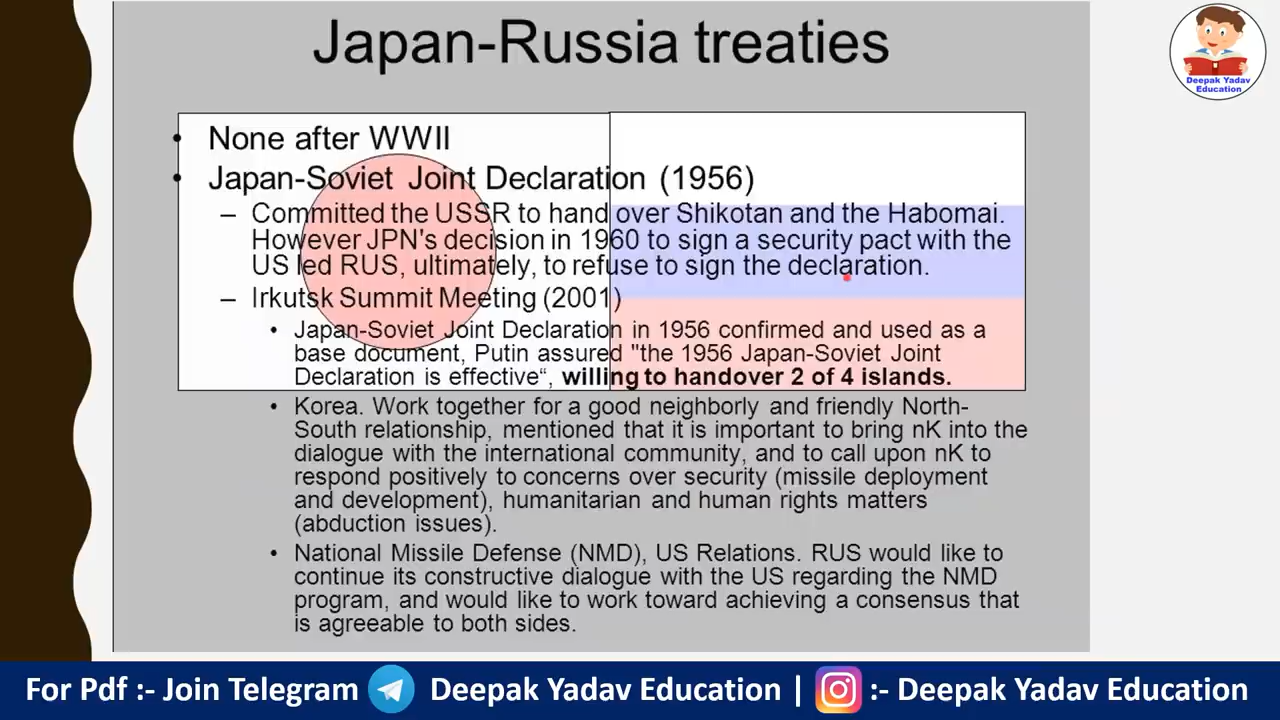 Japan-Russia treaties
Deepak Yadav
Education
• None after WWII
• Japan-Soviet Joint Declaration (1956)
– Committed the USSR to hand over Shikotan and the Habomai.
However JPN's decision in 1960 to sign a security pact with the
US led RUS, ultimately, to refuse to sign the declaration.
– Irkutsk Summit Meeting (2001)
• Japan-Soviet Joint Declaration in 1956 confirmed and used as a
base document, Putin assured "the 1956 Japan-Soviet Joint
Declaration is effective“, willing to handover 2 of 4 islands.
• Korea. Work together for a good neighborly and friendly North-
South relationship, mentioned that it is important to bring nK into the
dialogue with the international community, and to call upon nK to
respond positively to concerns over security (missile deployment
and development), humanitarian and human rights matters
(abduction issues).
• National Missile Defense (NMD), US Relations. RUS would like to
continue its constructive dialogue with the US regarding the NMD
program, and would like to work toward achieving a consensus that
is agreeable to both sides.
For Pdf :- Join Telegram Deepak Yadav Education | :- Deepak Yadav Education